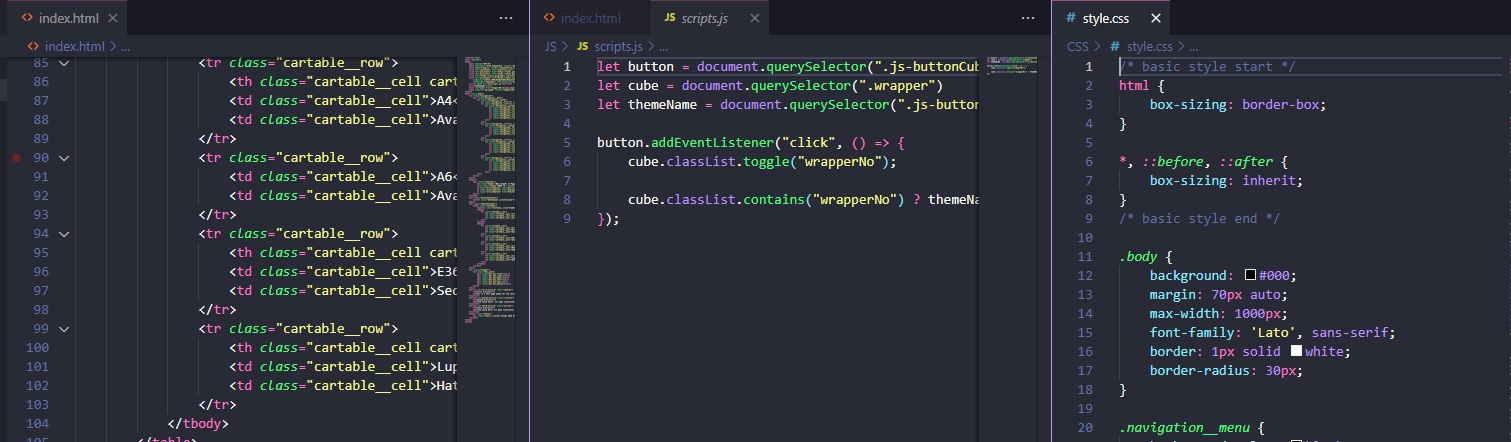 index.html
index.html > ...
85 <tr class="cartable__row">
86 <th class="cartable__cell cart
87 <td class="cartable__cell">A4<
88 <td class="cartable__cell">Ava
89 </tr>
90 <tr class="cartable__row">
91 <th class="cartable__cell">A6<
92 <td class="cartable__cell">Ava
93 </tr>
94 <tr class="cartable__row">
95 <th class="cartable__cell cart
96 <td class="cartable__cell">E36
97 <td class="cartable__cell">Sed
98 </tr>
99 <tr class="cartable__row">
100 <th class="cartable__cell cart
101 <td class="cartable__cell">Lup
102 <td class="cartable__cell">Hat
103 </tr>
104 </tbody>
105 </table>
index.html
JS scripts.js
JS > JS scripts.js > ...
1 let button = document.querySelector(".js-buttonCub
2 let cube = document.querySelector(".wrapper")
3 let themeName = document.querySelector(".js-button
4
5 button.addEventListener("click", () => {
6 cube.classList.toggle("wrapperNo");
7
8 cube.classList.contains("wrapperNo") ? themeNa
9 });
# style.css
CSS > # style.css > ...
1 /* basic style start */
2 html {
3 box-sizing: border-box;
4 }
5
6 *, ::before, ::after {
7 box-sizing: inherit;
8 }
9 /* basic style end */
10
11 .body {
12 background: #000;
13 margin: 70px auto;
14 max-width: 1000px;
15 font-family: 'Lato', sans-serif;
16 border: 1px solid white;
17 border-radius: 30px;
18 }
19
20 .navigation__menu {